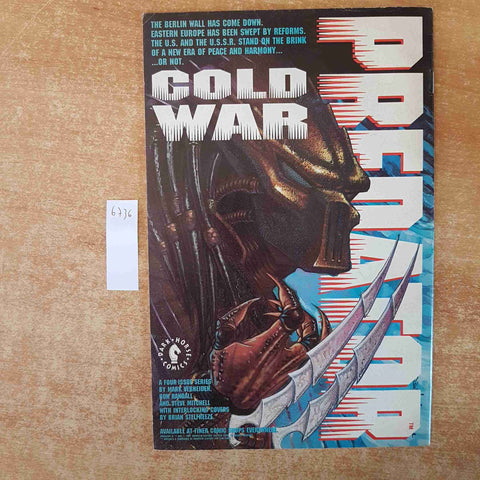 THE BERLIN WALL HAS COME DOWN.
EASTERN EUROPE HAS BEEN SWEPT BY REFORMS.
THE U.S. AND THE U.S.S.R. STAND ON THE BRINK
OF A NEW ERA OF PEACE AND HARMONY...
...OR NOT.
COLD
WAR
PREDATOR
TM
6736
DARK HORSE COMICS
A FOUR ISSUE SERIES
BY MARK VERHEIDEN,
RON RANDALL
AND STEVE MITCHELL
WITH INTERLOCKING COVERS
BY BRIAN STELFREEZE.
AVAILABLE AT FINER COMIC SHOPS EVERYWHERE.